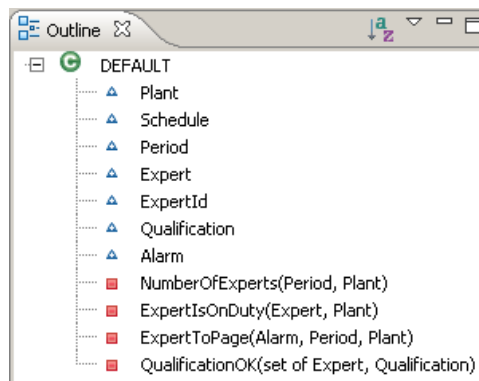 Outline
DEFAULT
Plant
Schedule
Period
Expert
ExpertId
Qualification
Alarm
NumberOfExperts(Period, Plant)
ExpertIsOnDuty(Expert, Plant)
ExpertToPage(Alarm, Period, Plant)
QualificationOK(set of Expert, Qualification)